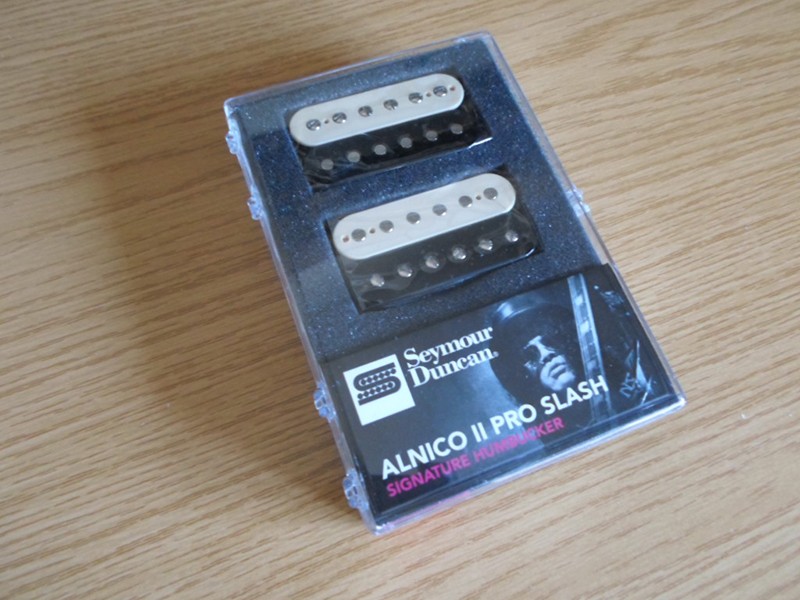 Seymour
Duncan®
ALNICO II PRO SLASH
SIGNATURE HUMBUCKER